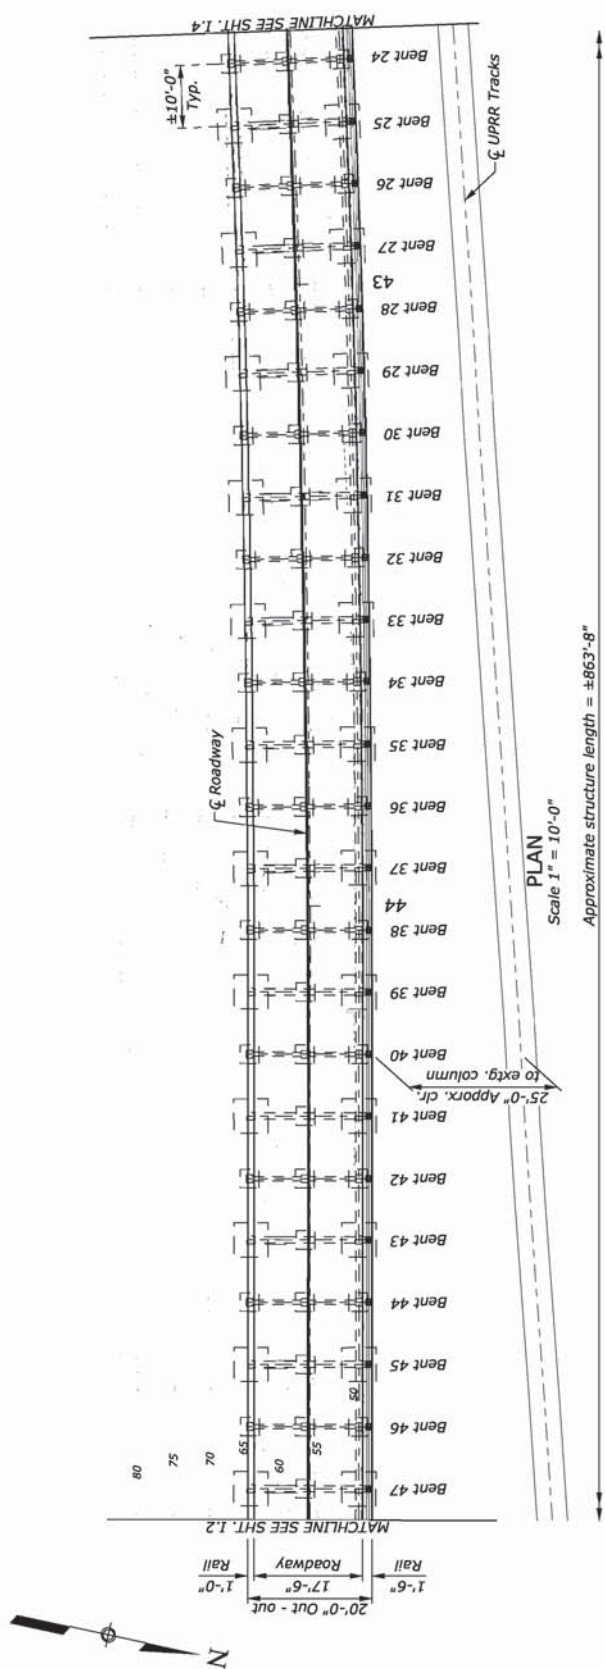 MATCHLINE SEE SHT. 1.4
±10'-0"
Typ.
Bent 24
Bent 25
Bent 26
Bent 27
43
Bent 28
Bent 29
Bent 30
Bent 31
Bent 32
Bent 33
Bent 34
Bent 35
Bent 36
Bent 37
44
Bent 38
Bent 39
Bent 40
Bent 41
Bent 42
Bent 43
Bent 44
Bent 45
Bent 46
Bent 47
℄ UPRR Tracks
℄ Roadway
PLAN
Scale 1" = 10'-0"
Approximate structure length = ±863'-8"
25'-0" Apporx. clr.
to extg. column
80
75
70
65
60
55
50
MATCHLINE SEE SHT. 1.2
1'-0"
Rail
17'-6"
Roadway
1'-6"
Rail
20'-0" Out - out
N